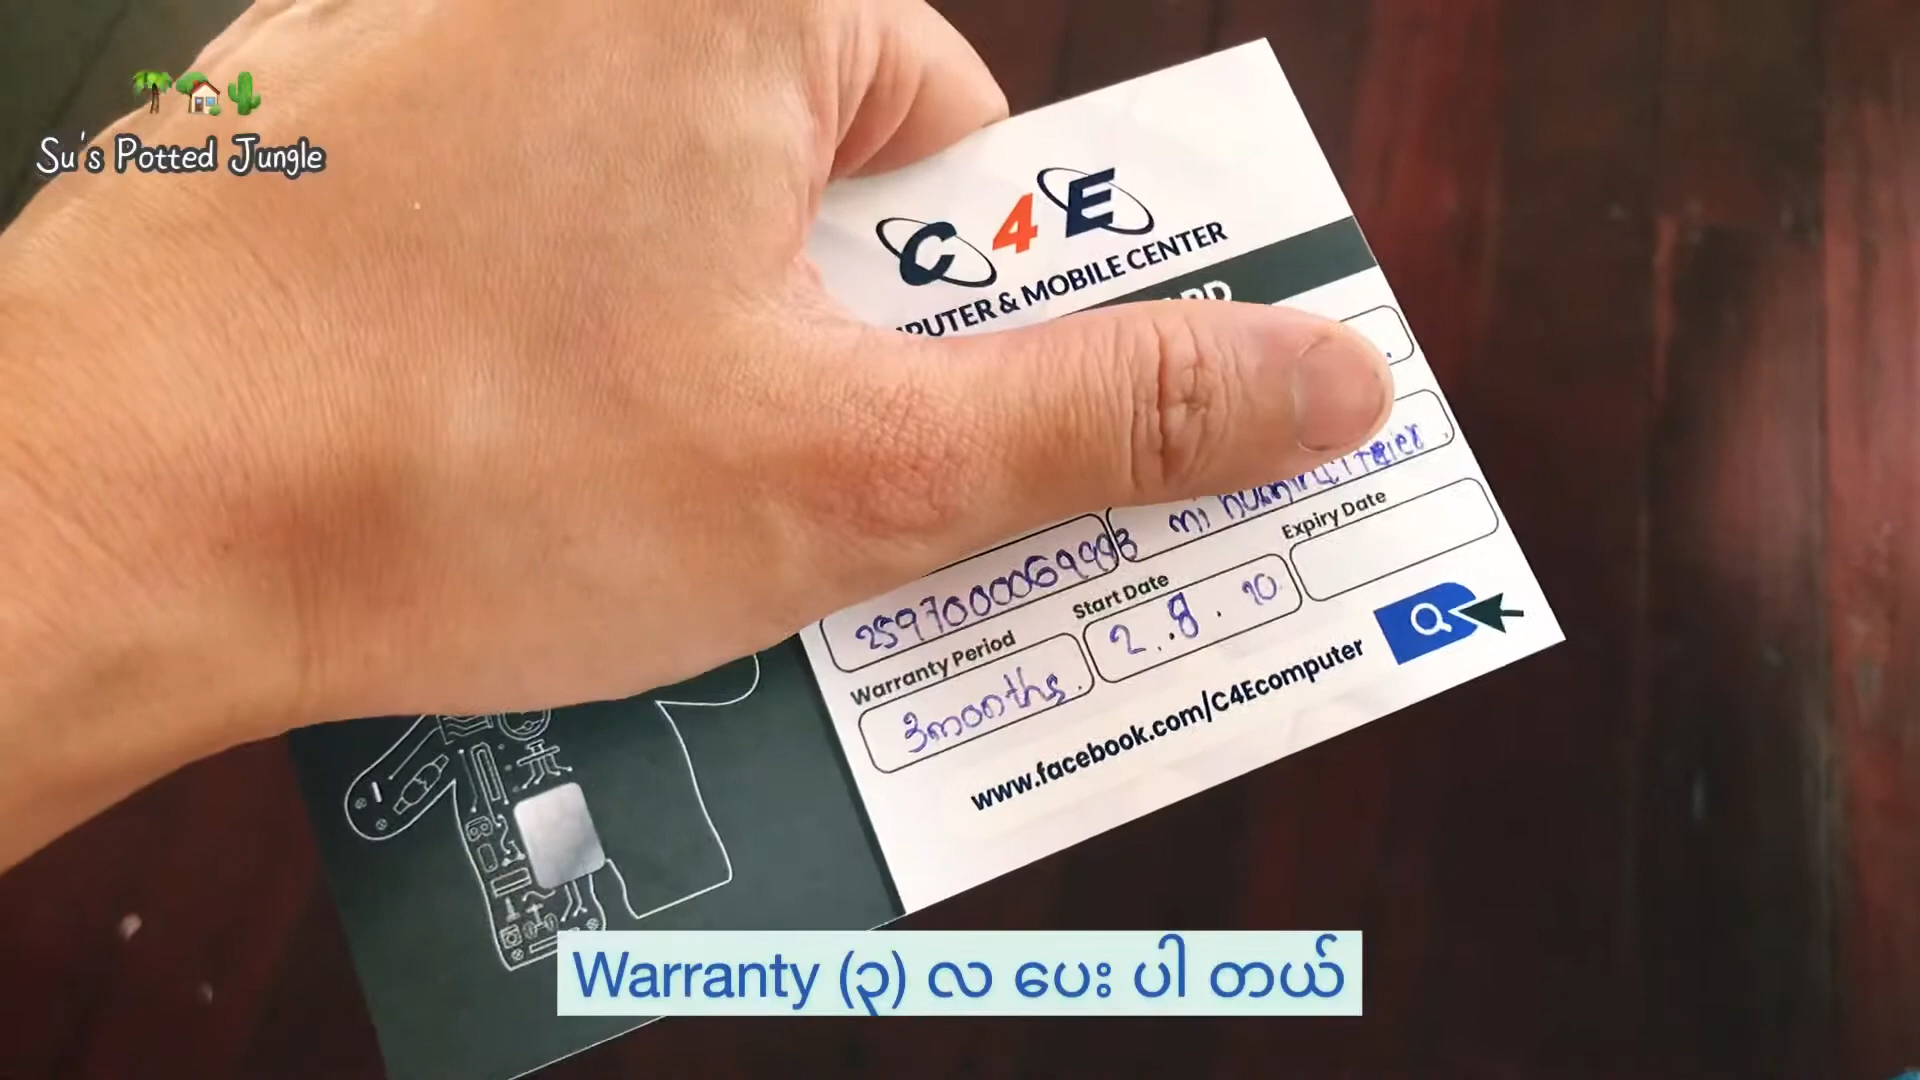 Su's Potted Jungle
C4E
PUTER & MOBILE CENTER
Expiry Date
Start Date
2.8.20
Warranty Period
3months.
www.facebook.com/C4Ecomputer
Warranty (၃) လ ပေး ပါ တယ်